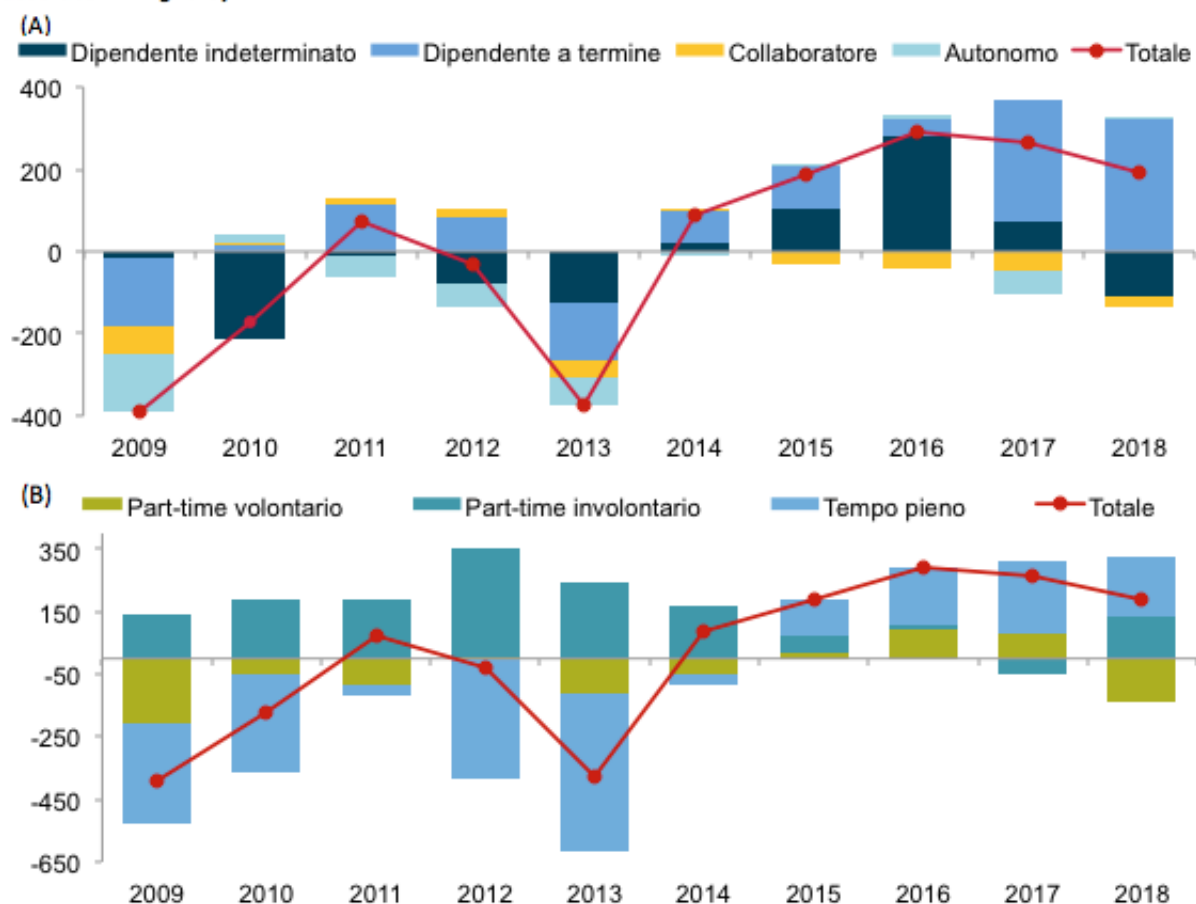 (A)
Dipendente indeterminato Dipendente a termine Collaboratore Autonomo Totale
400
200
0
-200
-400
2009 2010 2011 2012 2013 2014 2015 2016 2017 2018
(B)
Part-time volontario Part-time involontario Tempo pieno Totale
350
150
-50
-250
-450
-650
2009 2010 2011 2012 2013 2014 2015 2016 2017 2018